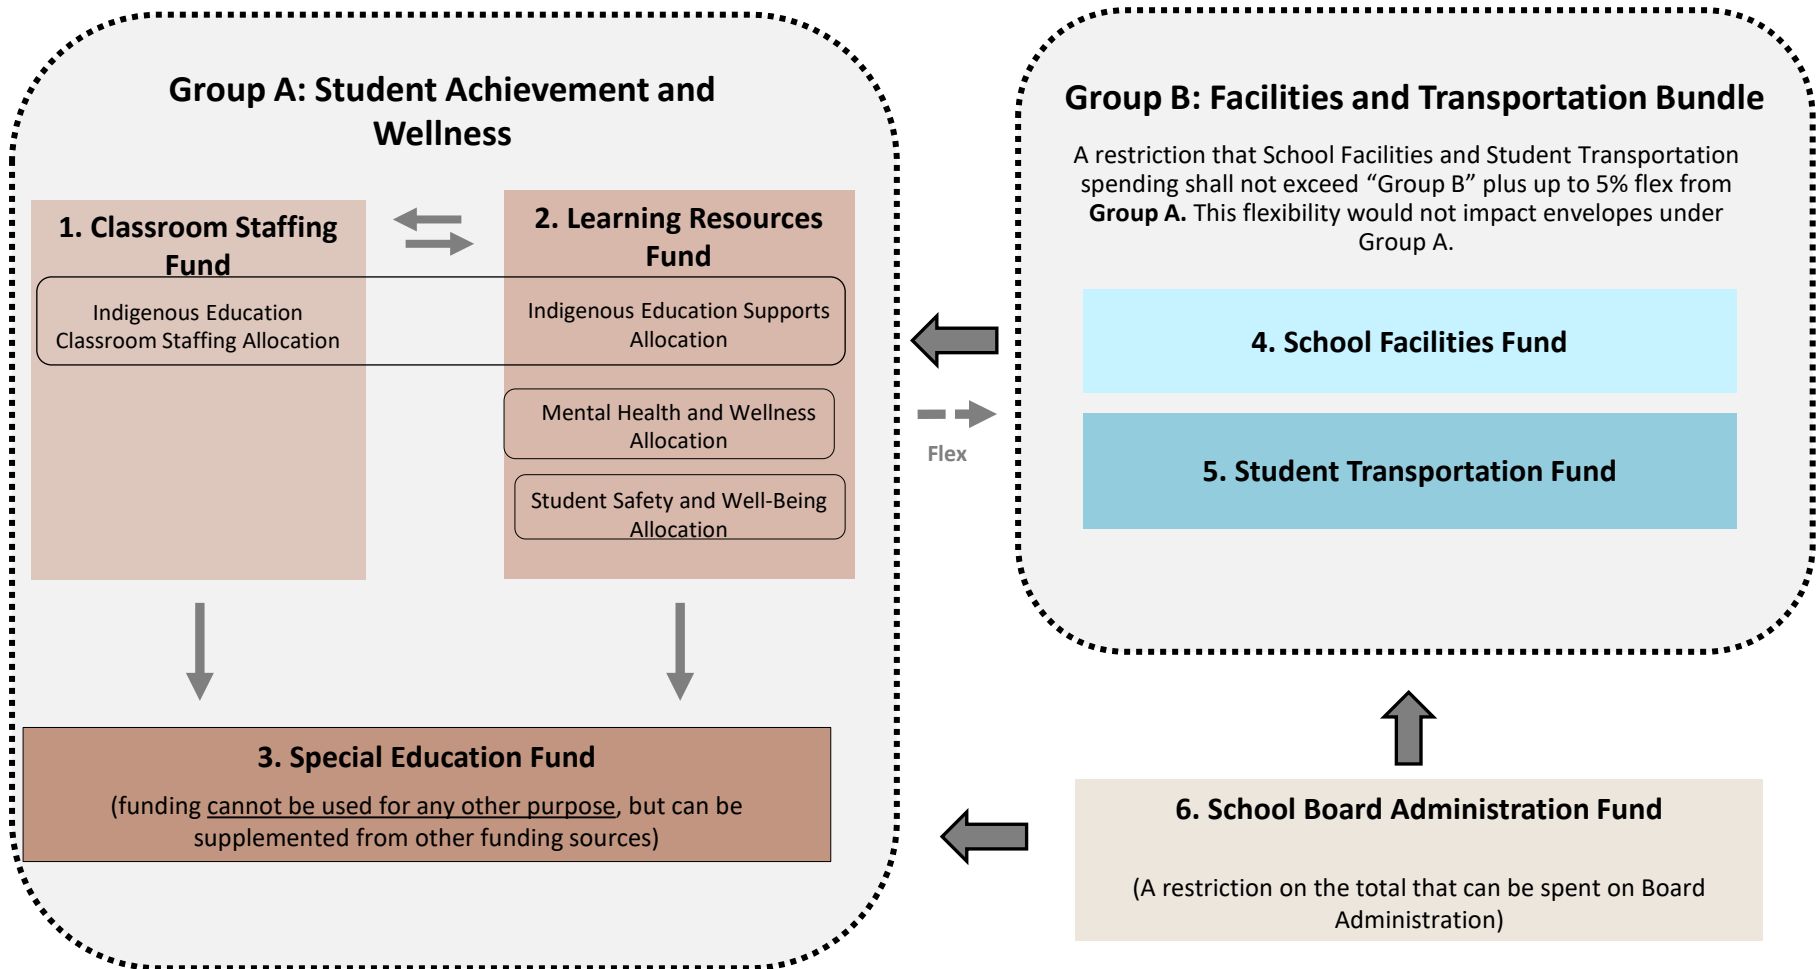 Group A: Student Achievement and
Wellness
1. Classroom Staffing
Fund
2. Learning Resources
Fund
Indigenous Education
Classroom Staffing Allocation
Indigenous Education Supports
Allocation
Mental Health and Wellness
Allocation
Student Safety and Well-Being
Allocation
3. Special Education Fund
(funding cannot be used for any other purpose, but can be
supplemented from other funding sources)
Flex
Group B: Facilities and Transportation Bundle
A restriction that School Facilities and Student Transportation
spending shall not exceed “Group B” plus up to 5% flex from
Group A. This flexibility would not impact envelopes under
Group A.
4. School Facilities Fund
5. Student Transportation Fund
6. School Board Administration Fund
(A restriction on the total that can be spent on Board
Administration)